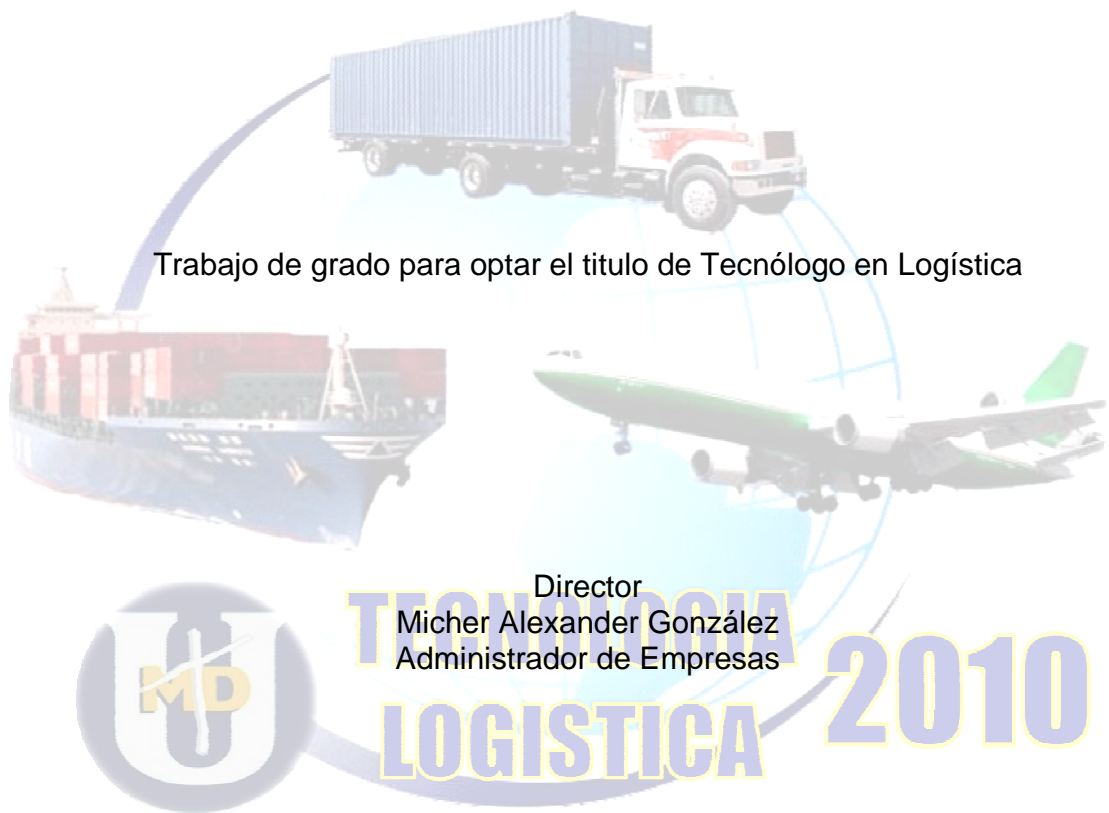 Trabajo de grado para optar el titulo de Tecnólogo en Logística
Director
Micher Alexander González
Administrador de Empresas
TECNOLOGIA
LOGISTICA
2010
U
MD